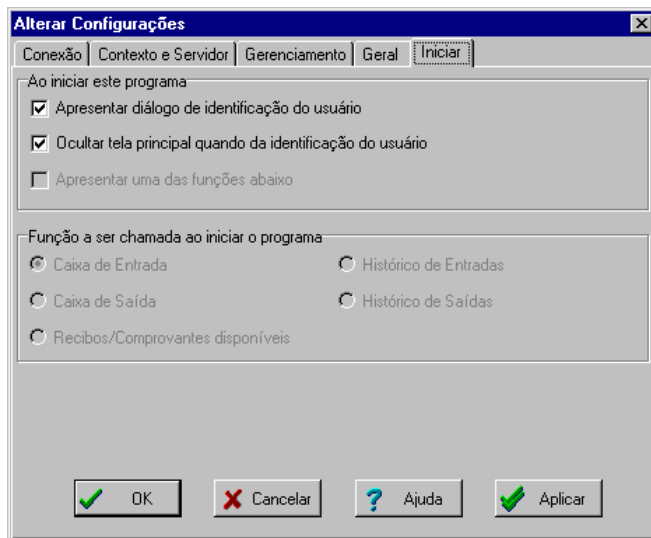 Alterar Configurações
Conexão Contexto e Servidor Gerenciamento Geral Iniciar
Ao iniciar este programa
Apresentar diálogo de identificação do usuário
Ocultar tela principal quando da identificação do usuário
Apresentar uma das funções abaixo
Função a ser chamada ao iniciar o programa
Caixa de Entrada Histórico de Entradas
Caixa de Saída Histórico de Saídas
Recibos/Comprovantes disponíveis
OK Cancelar ? Ajuda Aplicar